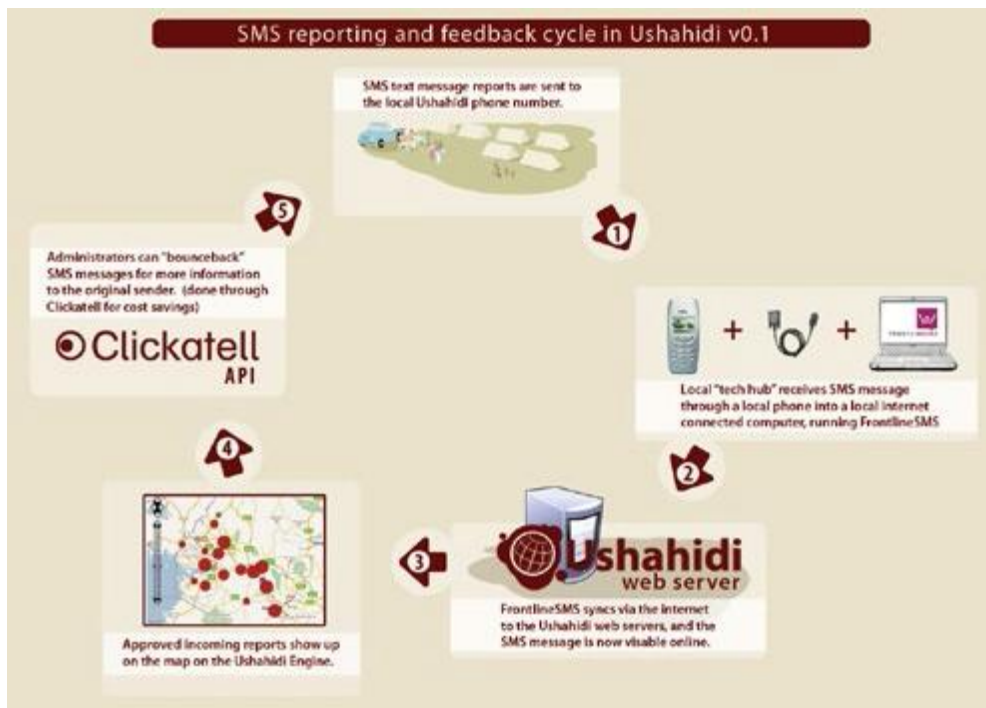 SMS reporting and feedback cycle in Ushahidi v0.1
SMS text message reports are sent to
the local Ushahidi phone number.
1
Local "tech hub" receives SMS message
through a local phone into a local internet
connected computer, running FrontlineSMS
2
Ushahidi
web server
FrontlineSMS syncs via the internet
to the Ushahidi web servers, and the
SMS message is now visable online.
3
Approved incoming reports show up
on the map on the Ushahidi Engine.
4
Administrators can "bounceback"
SMS messages for more information
to the original sender. (done through
Clickatell for cost savings)
Clickatell
API
5